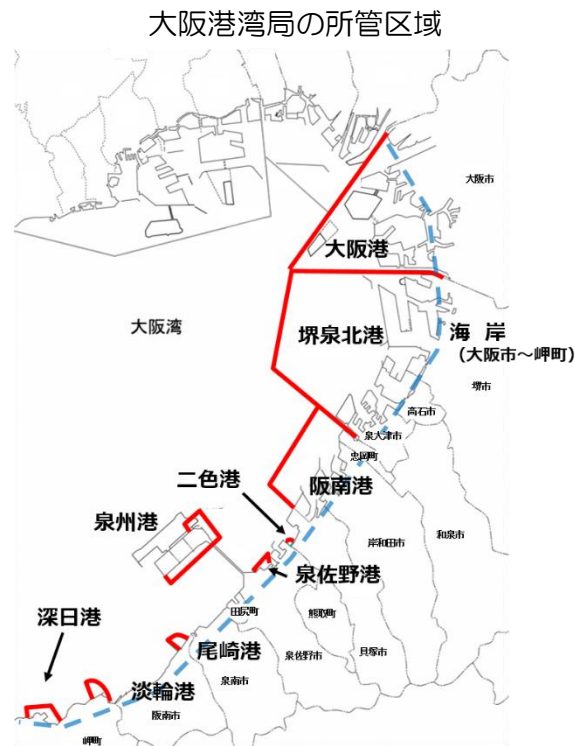 大阪港湾局の所管区域
大阪市
大阪港
大阪湾
堺泉北港
海 岸
（大阪市～岬町）
堺市
高石市
泉大津市
忠岡町
二色港
阪南港
泉州港
岸和田市
和泉市
泉佐野港
田尻町
熊取町
深日港
尾崎港
泉佐野市
貝塚市
泉南市
淡輪港
阪南市
岬町